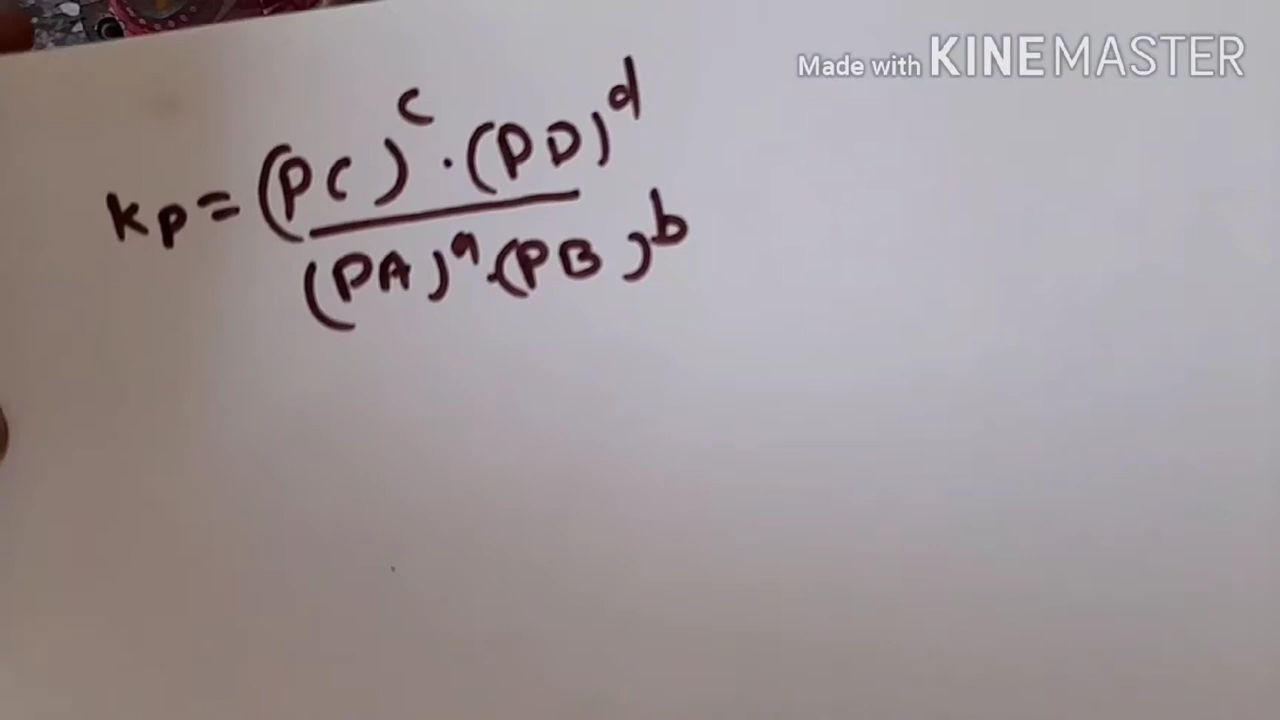 Made with KINEMASTER
kp = (PC)^c · (PD)^d
(PA)^a · (PB)^b